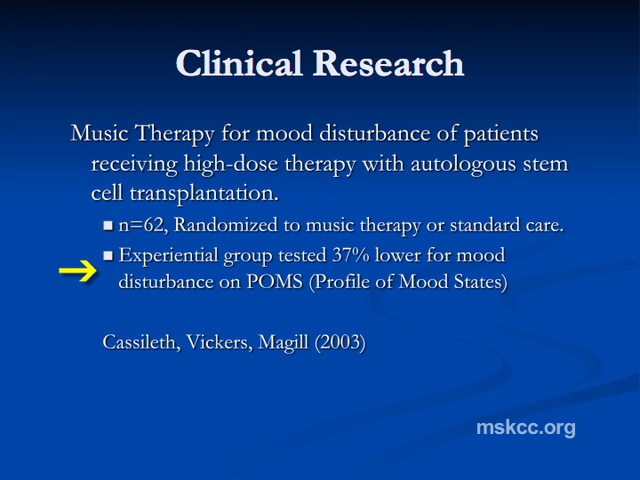 Clinical Research
Music Therapy for mood disturbance of patients
receiving high-dose therapy with autologous stem
cell transplantation.
n=62, Randomized to music therapy or standard care.
Experiential group tested 37% lower for mood
disturbance on POMS (Profile of Mood States)
Cassileth, Vickers, Magill (2003)
mskcc.org